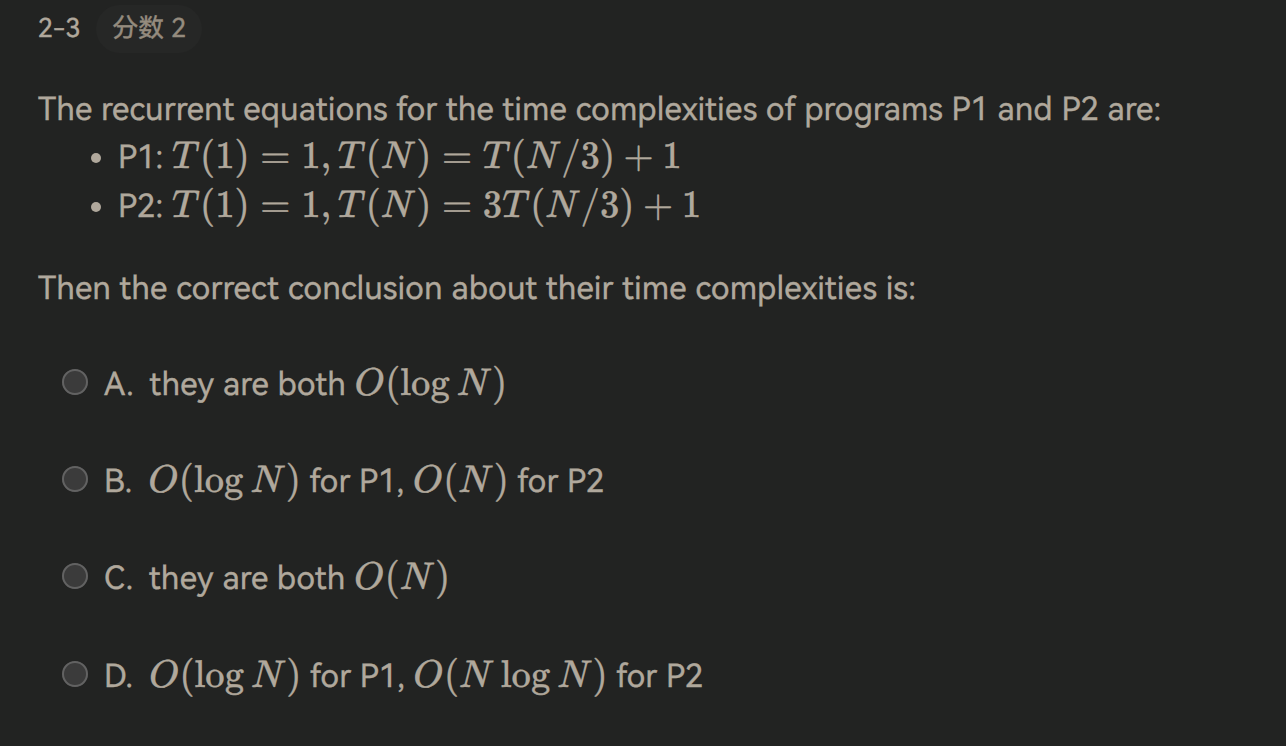 2-3 分数 2
The recurrent equations for the time complexities of programs P1 and P2 are:
• P1: T(1) = 1, T(N) = T(N/3) + 1
• P2: T(1) = 1, T(N) = 3T(N/3) + 1
Then the correct conclusion about their time complexities is:
A. they are both O(log N)
B. O(log N) for P1, O(N) for P2
C. they are both O(N)
D. O(log N) for P1, O(N log N) for P2